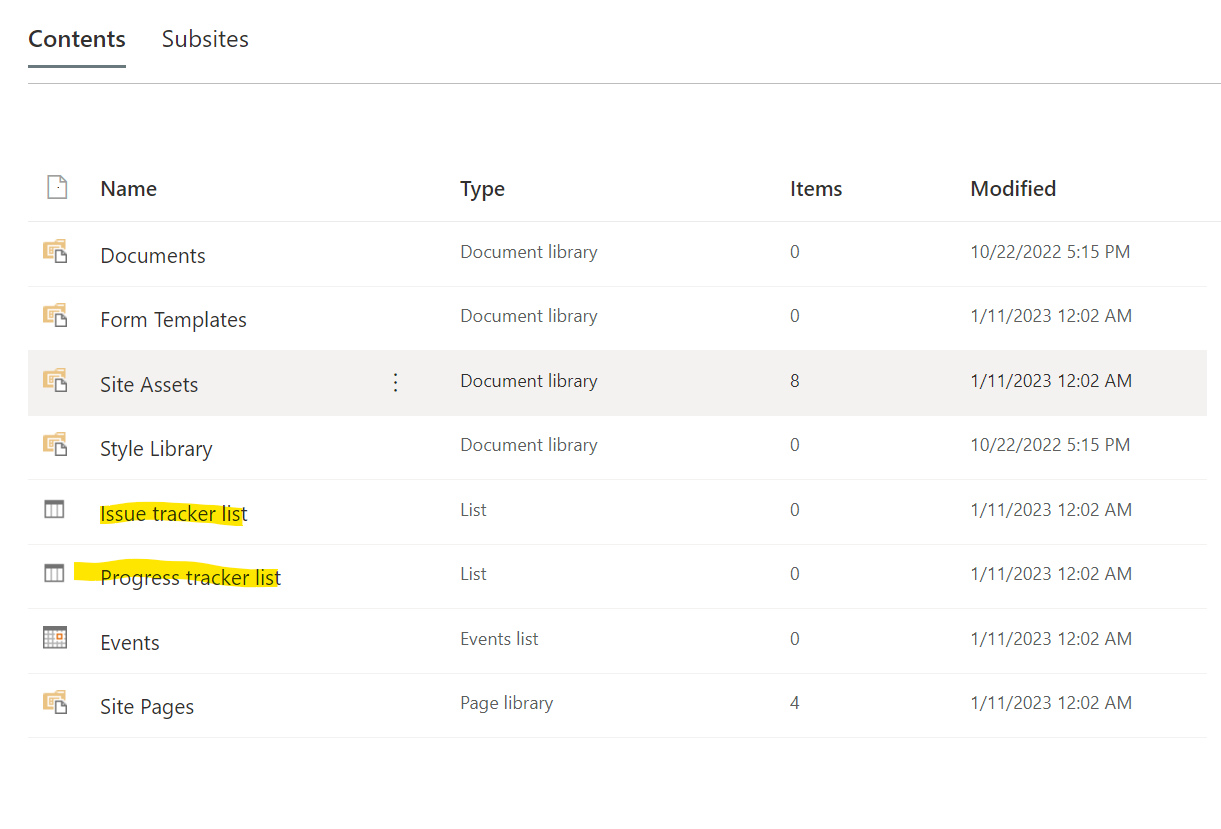 Contents Subsites
Name Type Items Modified
Documents Document library 0 10/22/2022 5:15 PM
Form Templates Document library 0 1/11/2023 12:02 AM
Site Assets Document library 8 1/11/2023 12:02 AM
Style Library Document library 0 10/22/2022 5:15 PM
Issue tracker list List 0 1/11/2023 12:02 AM
Progress tracker list List 0 1/11/2023 12:02 AM
Events Events list 0 1/11/2023 12:02 AM
Site Pages Page library 4 1/11/2023 12:02 AM